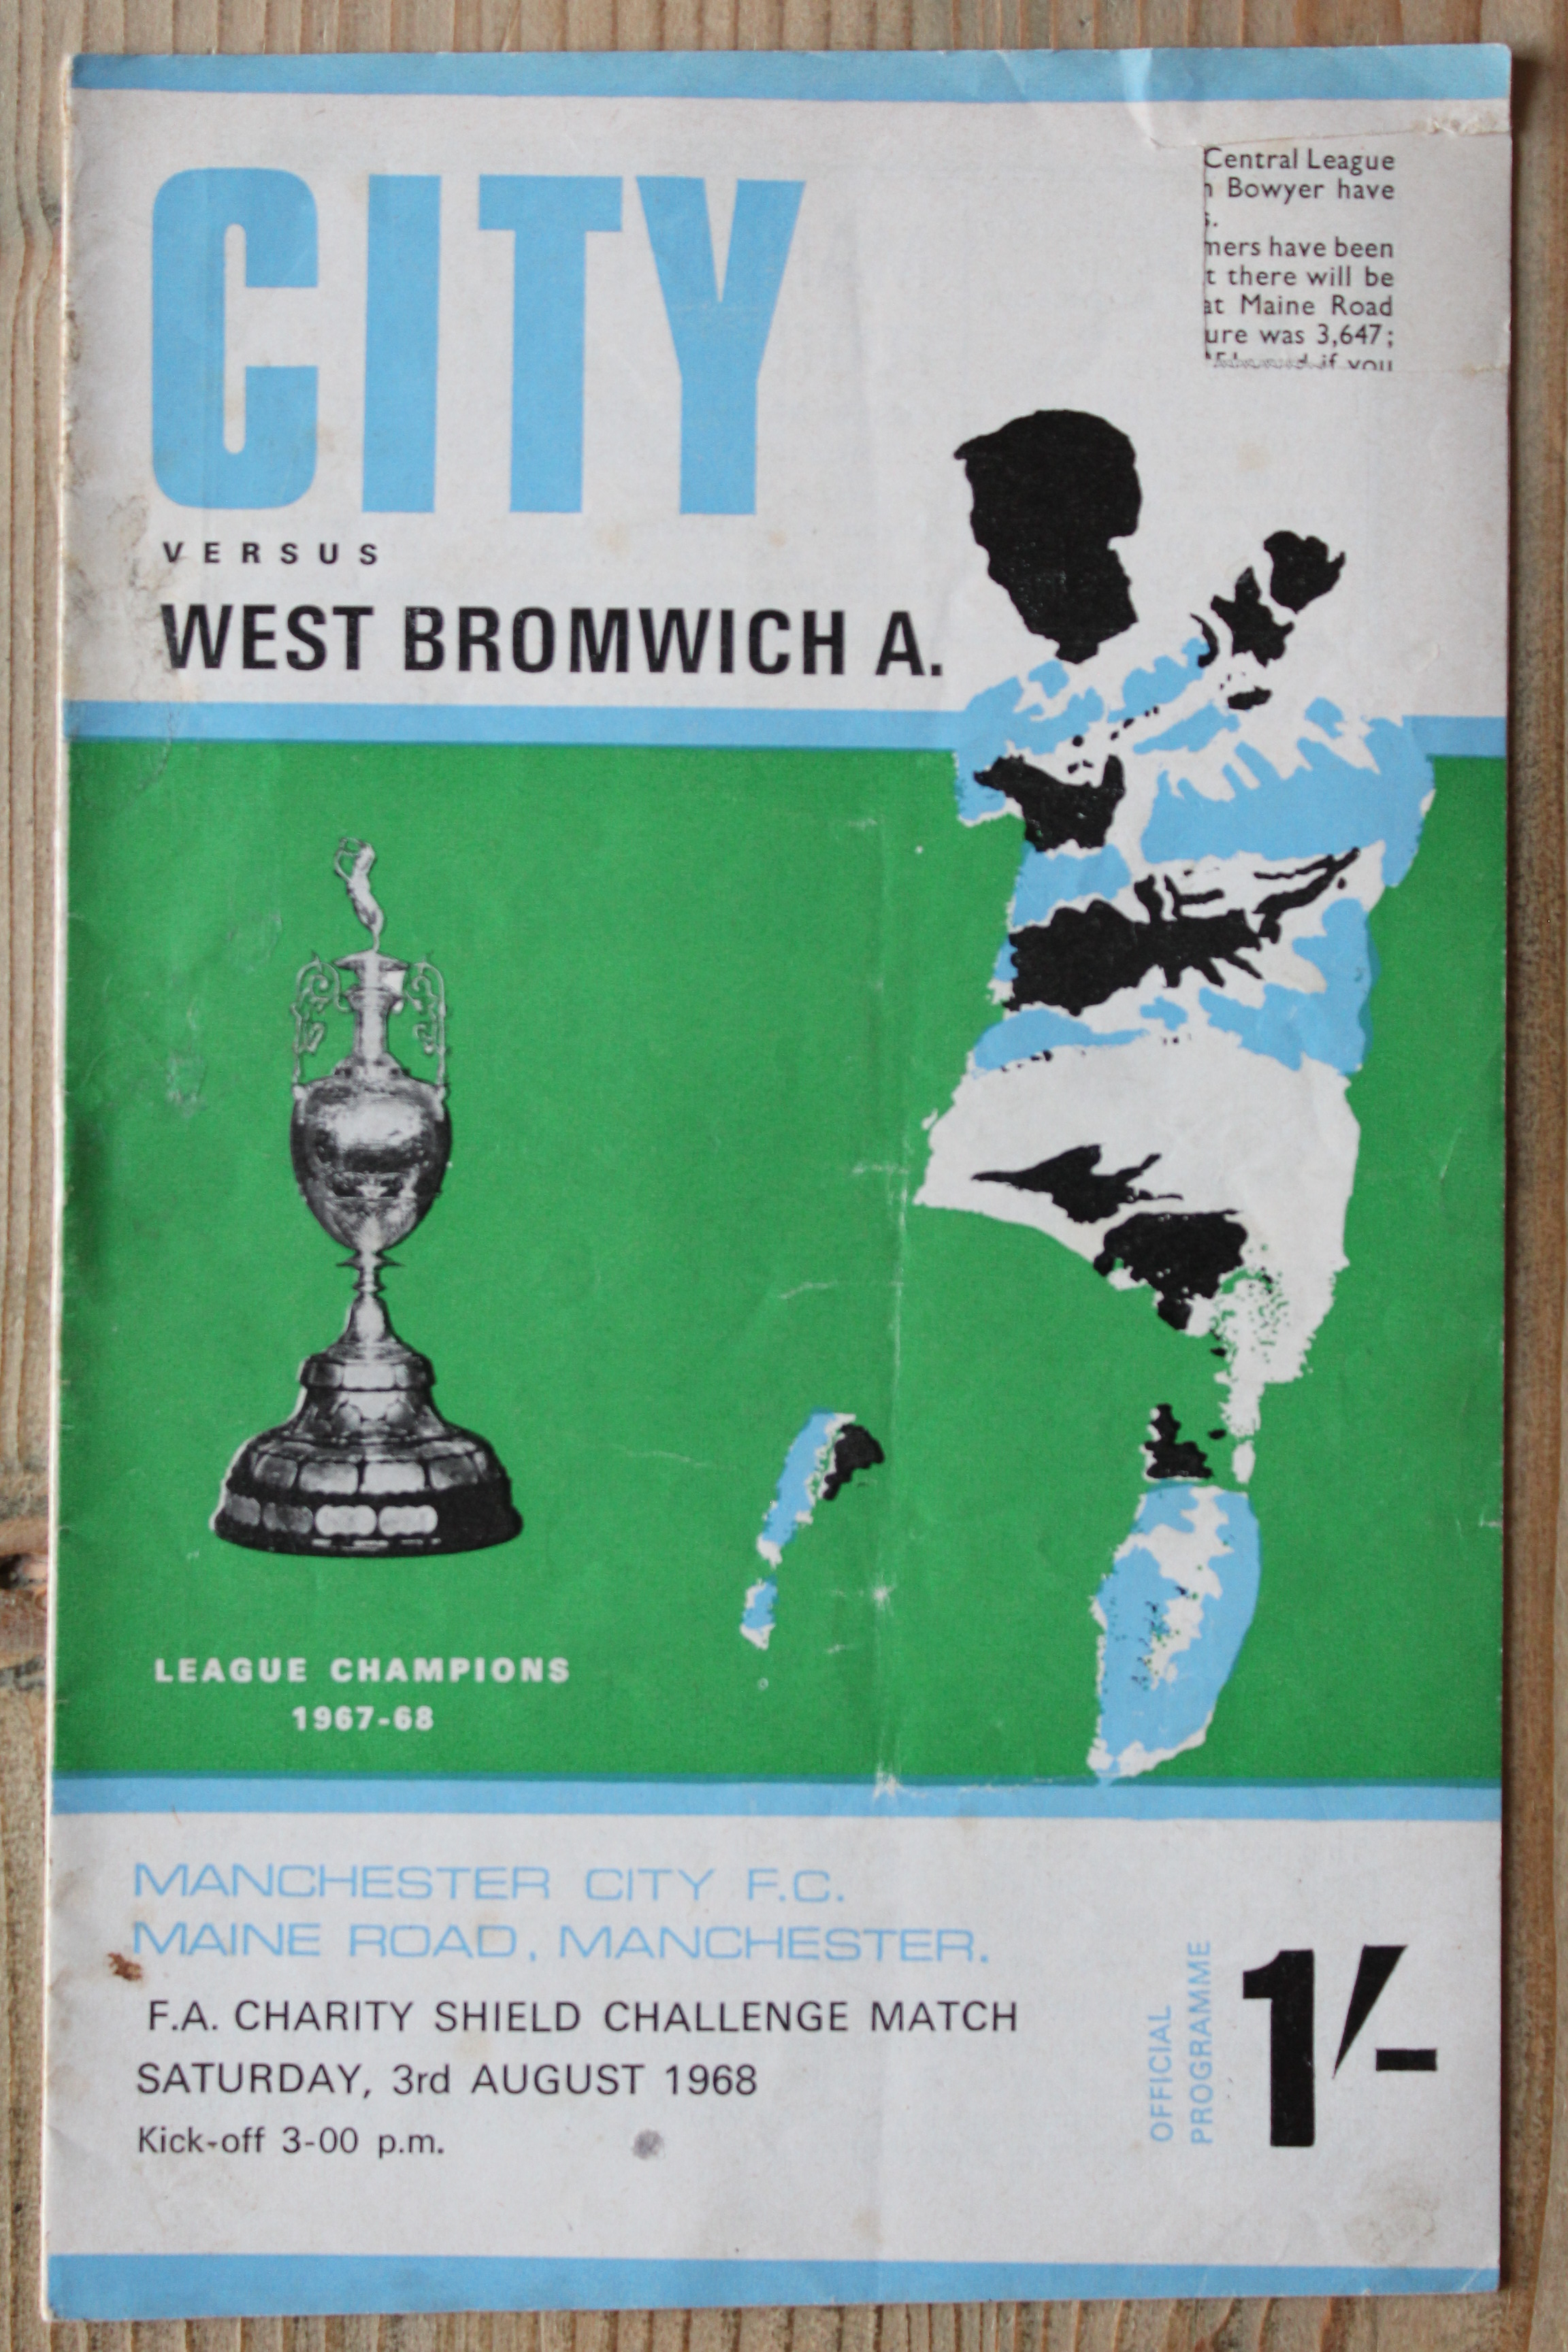 CITY
VERSUS
WEST BROMWICH A.
Central League
Bowyer have
have been
there will be
at Maine Road
was 3,647;
if you
LEAGUE CHAMPIONS
1967-68
MANCHESTER CITY F.C.
MAINE ROAD, MANCHESTER.
F.A. CHARITY SHIELD CHALLENGE MATCH
SATURDAY, 3rd AUGUST 1968
Kick-off 3-00 p.m.
OFFICIAL
PROGRAMME
1/-